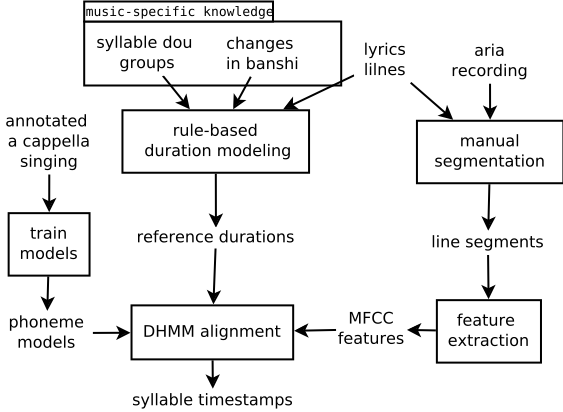 music-specific knowledge
syllable dou
groups
changes
in banshi
lyrics
lilnes
aria
recording
annotated
a cappella
singing
rule-based
duration modeling
manual
segmentation
train
models
reference durations
line segments
phoneme
models
DHMM alignment
MFCC
features
feature
extraction
syllable timestamps